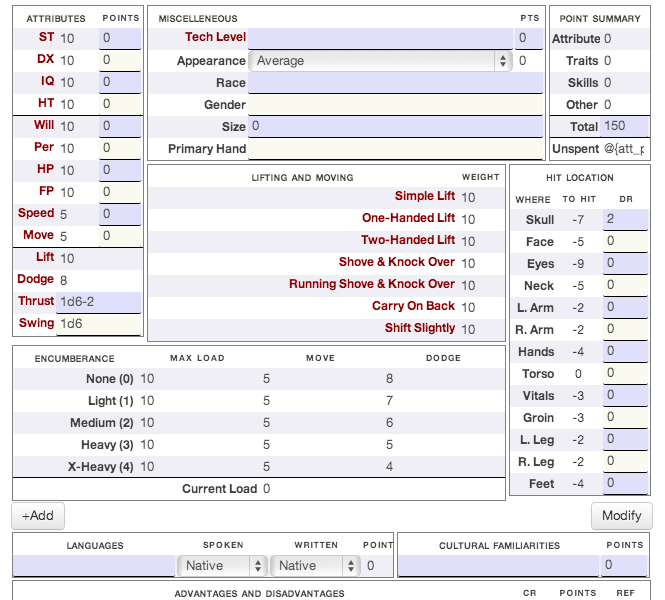 ATTRIBUTES POINTS
ST 10 0
DX 10 0
IQ 10 0
HT 10 0
Will 10 0
Per 10 0
HP 10 0
FP 10 0
Speed 5 0
Move 5 0
Lift 10
Dodge 8
Thrust 1d6-2
Swing 1d6
MISCELLANEOUS PTS
Tech Level 0
Appearance Average 0
Race
Gender
Size 0
Primary Hand
POINT SUMMARY
Attribute 0
Traits 0
Skills 0
Other 0
Total 150
Unspent @{att_p
LIFTING AND MOVING WEIGHT
Simple Lift 10
One-Handed Lift 10
Two-Handed Lift 10
Shove & Knock Over 10
Running Shove & Knock Over 10
Carry On Back 10
Shift Slightly 10
HIT LOCATION
WHERE TO HIT DR
Skull -7 2
Face -5 0
Eyes -9 0
Neck -5 0
L. Arm -2 0
R. Arm -2 0
Hands -4 0
Torso 0 0
Vitals -3 0
Groin -3 0
L. Leg -2 0
R. Leg -2 0
Feet -4 0
ENCUMBERANCE MAX LOAD MOVE DODGE
None (0) 10 5 8
Light (1) 10 5 7
Medium (2) 10 5 6
Heavy (3) 10 5 5
X-Heavy (4) 10 5 4
Current Load 0
+Add Modify
LANGUAGES SPOKEN WRITTEN POINT
Native Native 0
CULTURAL FAMILIARITIES POINTS
0
ADVANTAGES AND DISADVANTAGES CR POINTS REF